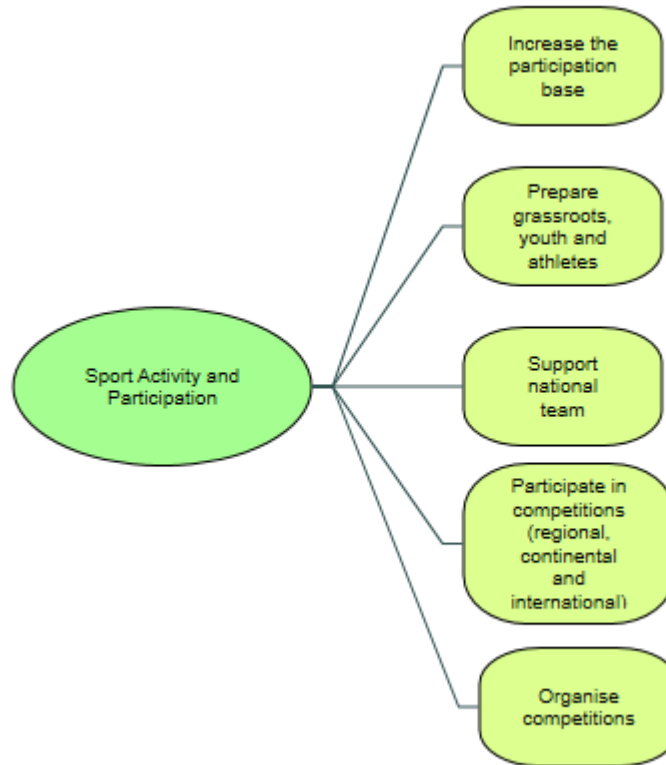 Increase the
participation
base
Prepare
grassroots,
youth and
athletes
Sport Activity and
Participation
Support
national
team
Participate in
competitions
(regional,
continental
and
international)
Organise
competitions